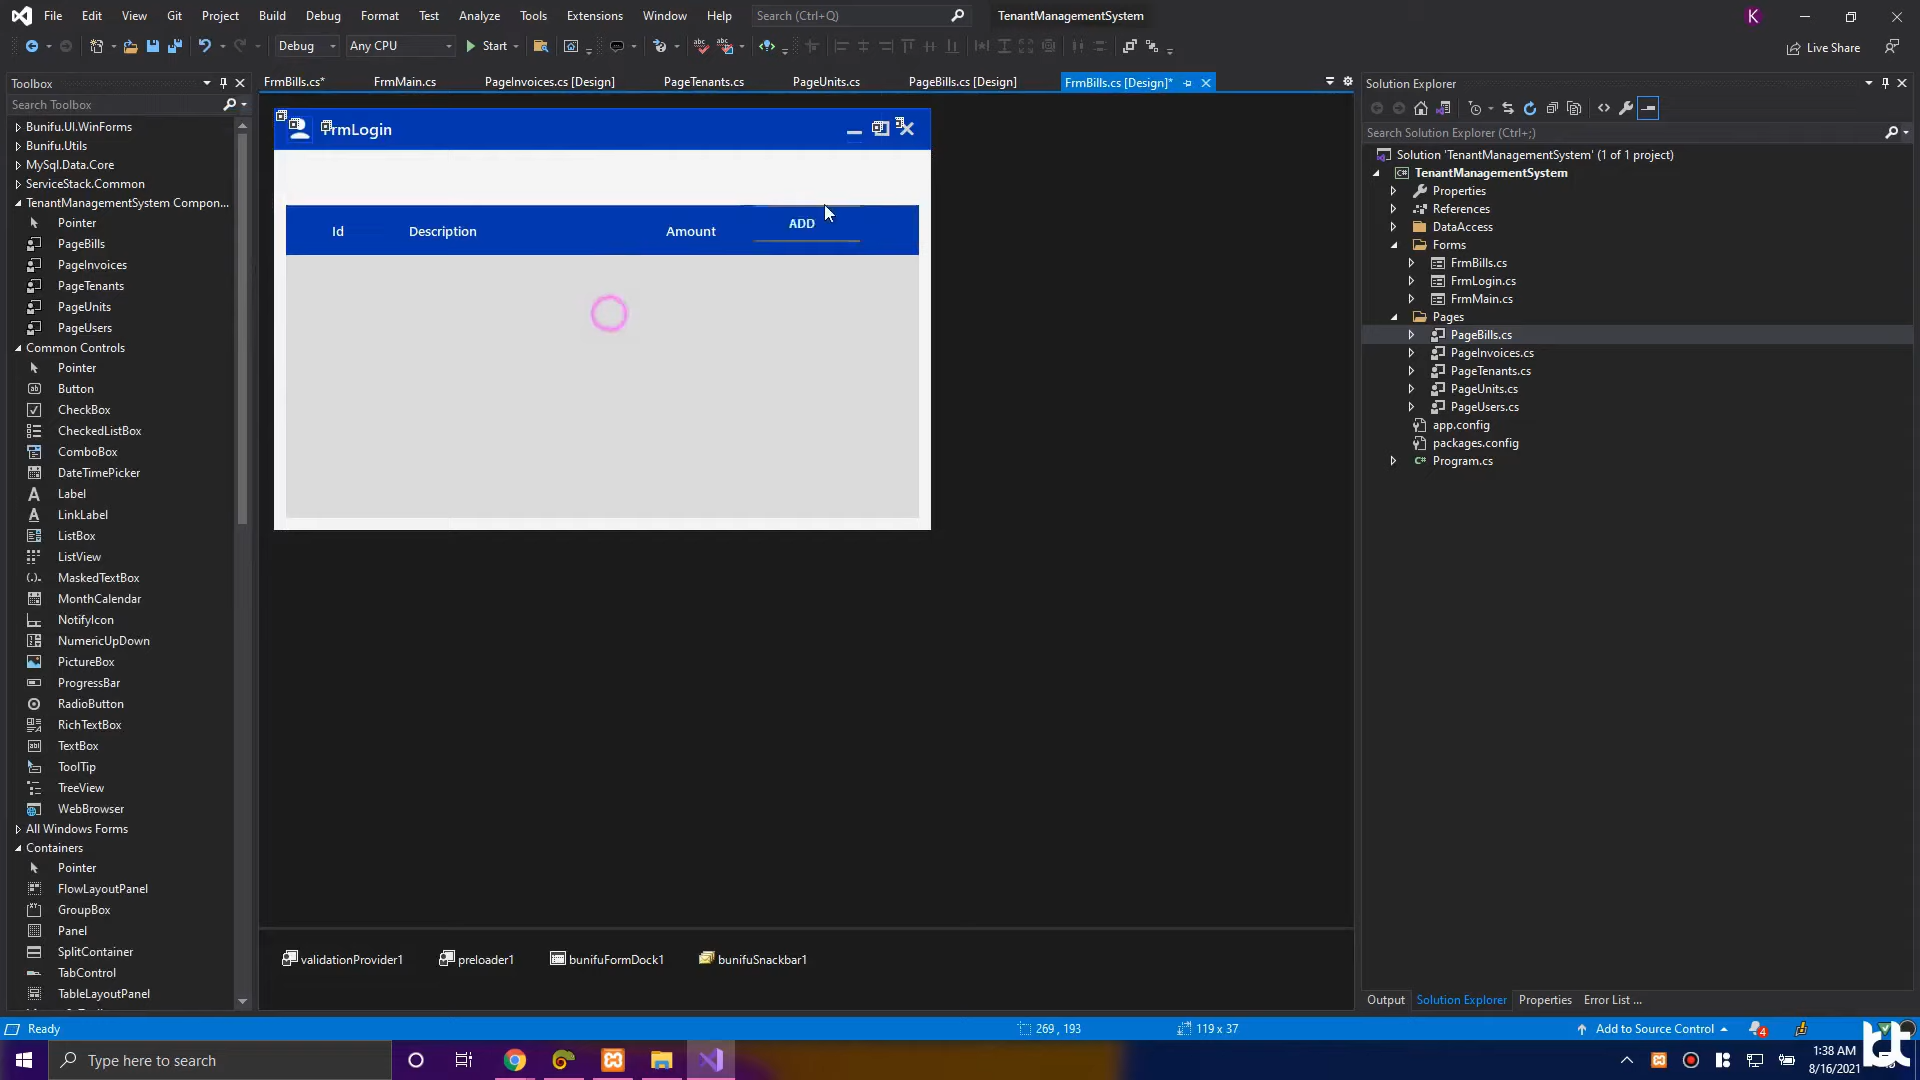 File Edit View Git Project Build Debug Format Test Analyze Tools Extensions Window Help Search (Ctrl+Q) TenantManagementSystem K
Debug Any CPU Start Live Share
Toolbox
Search Toolbox
Bunifu.UI.WinForms
Bunifu.Utils
MySql.Data.Core
ServiceStack.Common
TenantManagementSystem Compon...
Pointer
PageBills
PageInvoices
PageTenants
PageUnits
PageUsers
Common Controls
Pointer
Button
CheckBox
CheckedListBox
ComboBox
DateTimePicker
Label
LinkLabel
ListBox
ListView
MaskedTextBox
MonthCalendar
NotifyIcon
NumericUpDown
PictureBox
ProgressBar
RadioButton
RichTextBox
TextBox
ToolTip
TreeView
WebBrowser
All Windows Forms
Containers
Pointer
FlowLayoutPanel
GroupBox
Panel
SplitContainer
TabControl
TableLayoutPanel
FrmBills.cs* FrmMain.cs PageInvoices.cs [Design] PageTenants.cs PageUnits.cs PageBills.cs [Design] FrmBills.cs [Design]*
FrmLogin
Id Description Amount ADD
validationProvider1 preloader1 bunifuFormDock1 bunifuSnackbar1
Solution Explorer
Search Solution Explorer (Ctrl+;)
Solution 'TenantManagementSystem' (1 of 1 project)
TenantManagementSystem
Properties
References
DataAccess
Forms
FrmBills.cs
FrmLogin.cs
FrmMain.cs
Pages
PageBills.cs
PageInvoices.cs
PageTenants.cs
PageUnits.cs
PageUsers.cs
app.config
packages.config
Program.cs
Output Solution Explorer Properties Error List ...
Ready 269 , 193 119 x 37 Add to Source Control 4
Type here to search
1:38 AM
8/16/2021